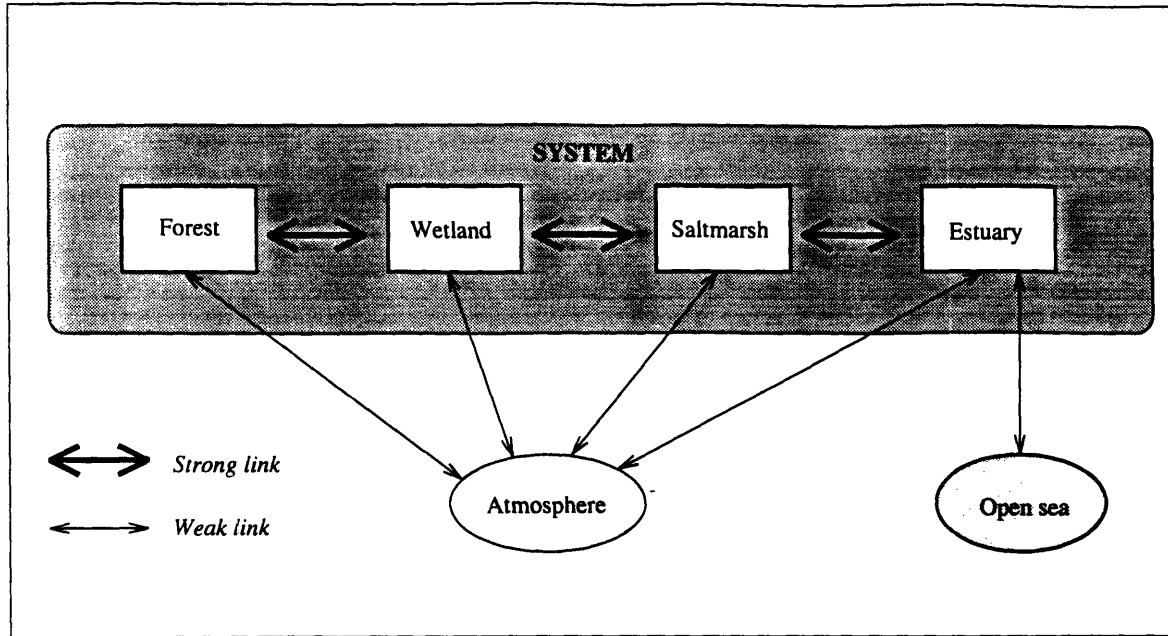 SYSTEM
Forest
Wetland
Saltmarsh
Estuary
Strong link
Weak link
Atmosphere
Open sea